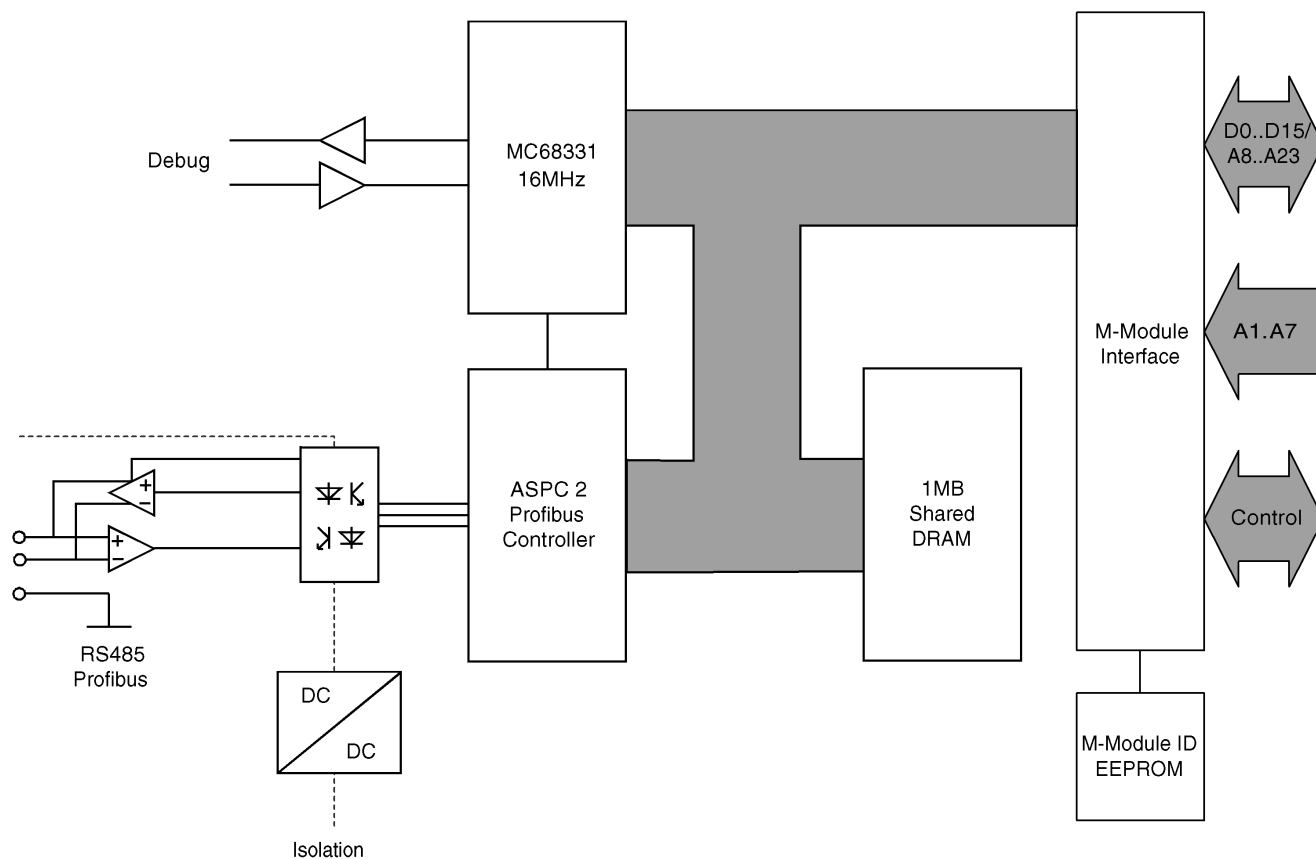 Debug
MC68331
16MHz
D0..D15/
A8..A23
M-Module
Interface
A1.A7
ASPC 2
Profibus
Controller
1MB
Shared
DRAM
Control
+
−
+
−
RS485
Profibus
DC
DC
M-Module ID
EEPROM
Isolation